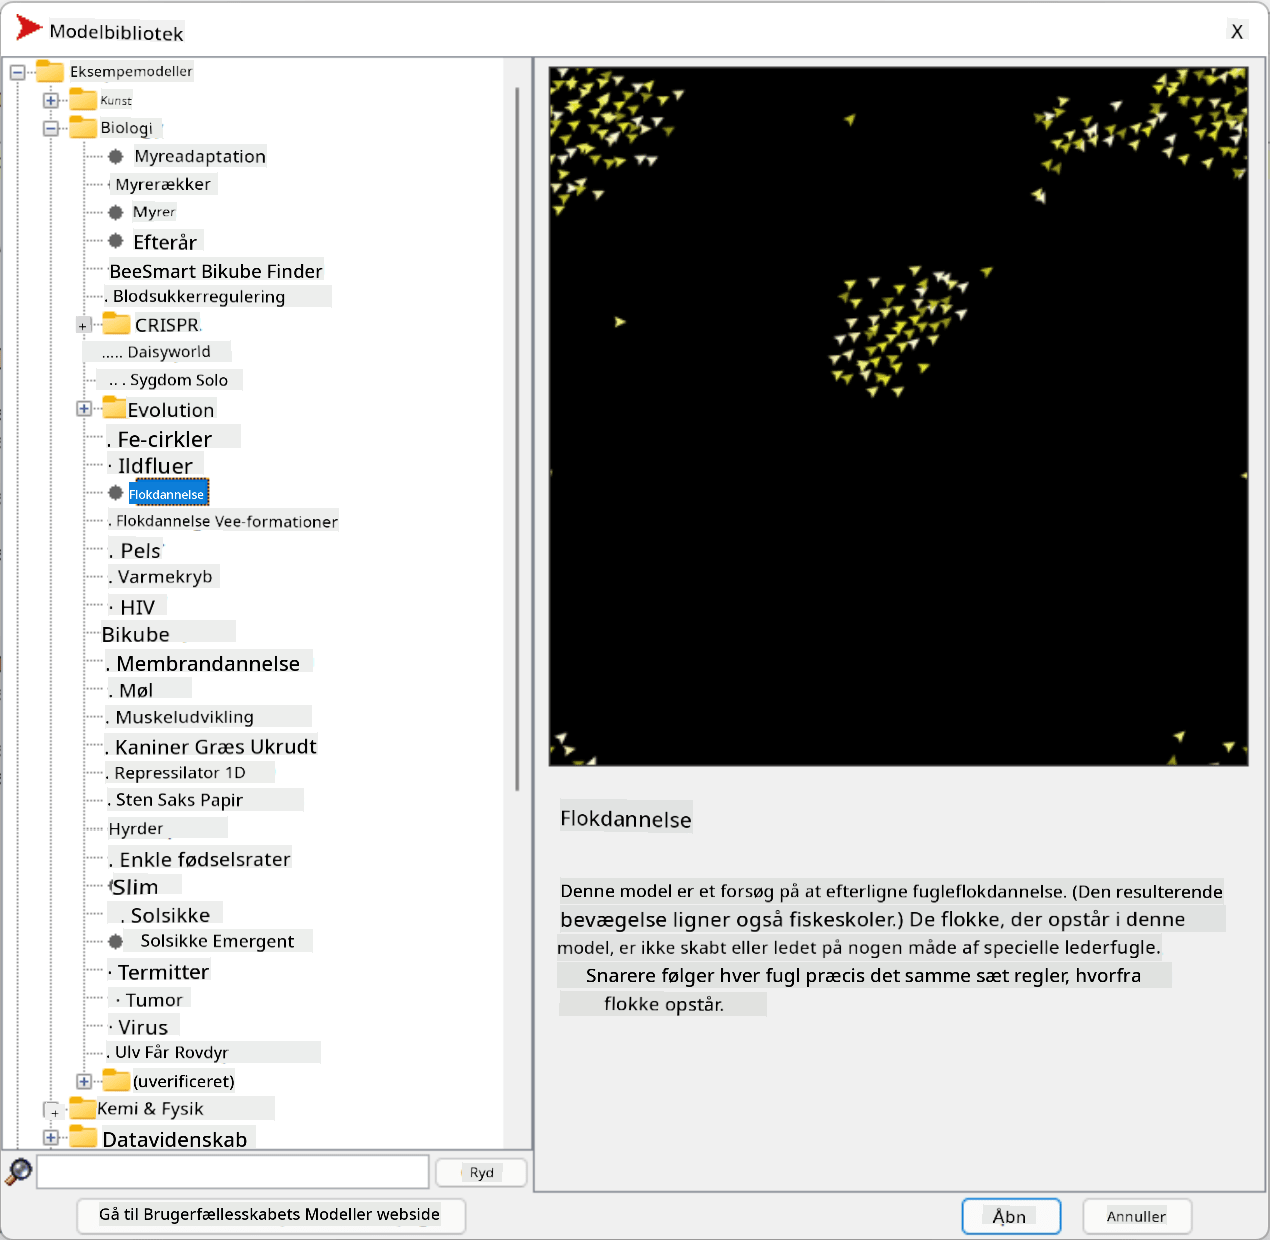 Modelbibliotek
X
Eksempemodeller
Kunst
Biologi
Myreadaptation
Myrerækker
Myrer
Efterår
BeeSmart Bikube Finder
. Blodsukkerregulering
CRISPR.
..... Daisyworld
.. . Sygdom Solo
Evolution
. Fe-cirkler
· Ildfluer
Flokdannelse
. Flokdannelse Vee-formationer
. Pels
. Varmekryb
· HIV
Bikube
. Membrandannelse
. Møl
. Muskeludvikling
. Kaniner Græs Ukrudt
. Repressilator 1D
. Sten Saks Papir
Hyrder
. Enkle fødselsrater
Slim
. Solsikke
Solsikke Emergent
· Termitter
· Tumor
· Virus
. Ulv Får Rovdyr
(uverificeret)
Kemi & Fysik
Datavidenskab
Ryd
Gå til Brugerfællesskabets Modeller webside
Flokdannelse
Denne model er et forsøg på at efterligne fugleflokdannelse. (Den resulterende
bevægelse ligner også fiskeskoler.) De flokke, der opstår i denne
model, er ikke skabt eller ledet på nogen måde af specielle lederfugle.
Snarere følger hver fugl præcis det samme sæt regler, hvorfra
flokke opstår.
Åbn
Annuller